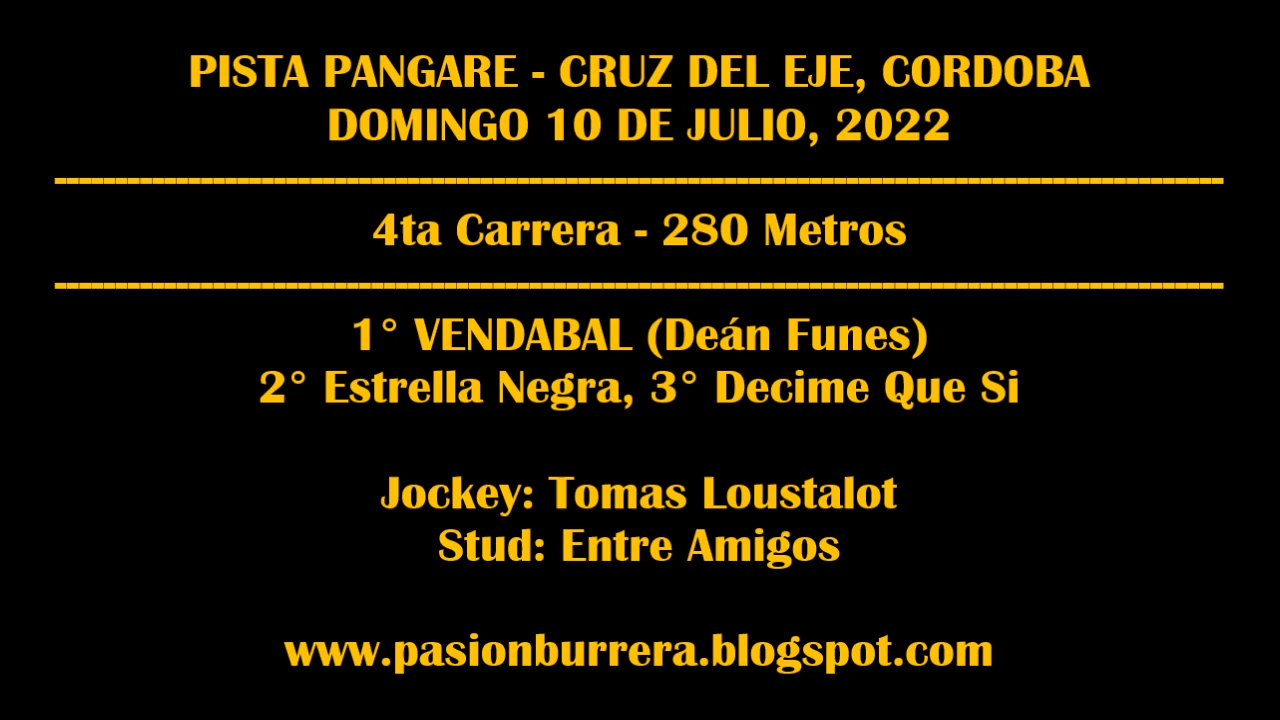 PISTA PANGARE - CRUZ DEL EJE, CORDOBA
DOMINGO 10 DE JULIO, 2022
4ta Carrera - 280 Metros
1° VENDABAL (Deán Funes)
2° Estrella Negra, 3° Decime Que Si
Jockey: Tomas Loustalot
Stud: Entre Amigos
www.pasionburrera.blogspot.com